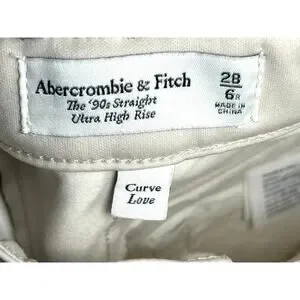 Abercrombie & Fitch
The '90s Straight
Ultra High Rise
28
6R
MADE IN
CHINA
Curve
Love